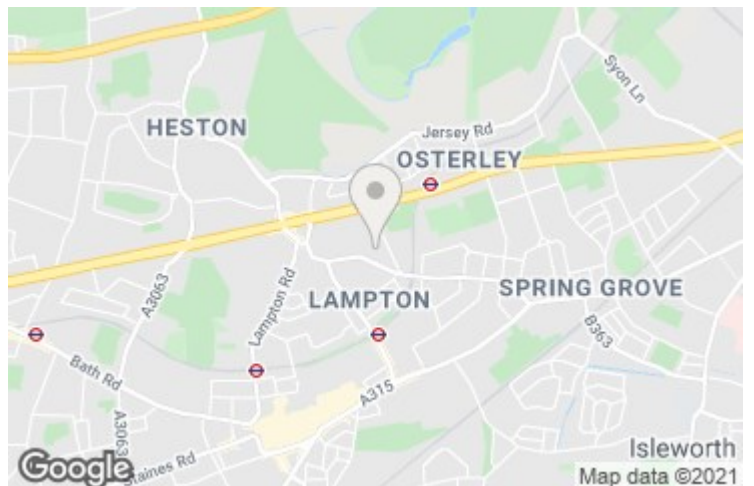 Syon Ln
HESTON
Jersey Rd
OSTERLEY
A3063
Lampton Rd
LAMPTON
SPRING GROVE
B363
Bath Rd
A315
A3063
Staines Rd
Isleworth
Google
Map data ©2021